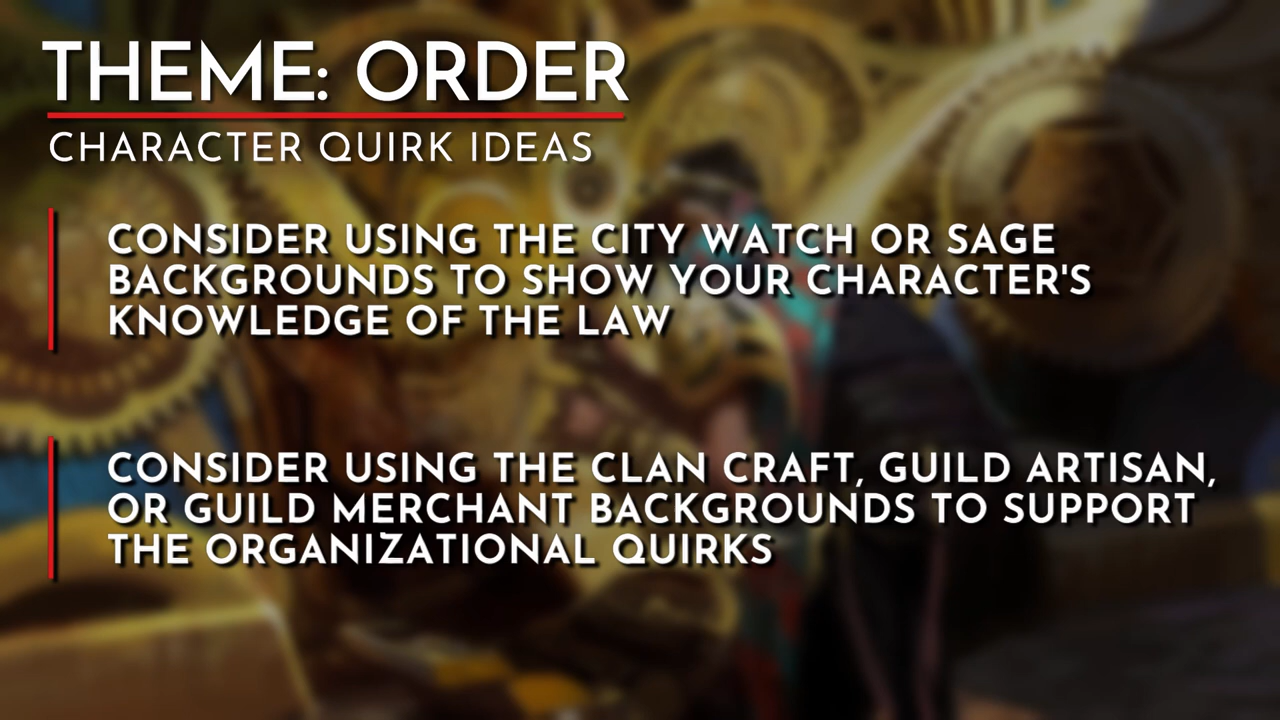 THEME: ORDER
CHARACTER QUIRK IDEAS
CONSIDER USING THE CITY WATCH OR SAGE
BACKGROUNDS TO SHOW YOUR CHARACTER'S
KNOWLEDGE OF THE LAW
CONSIDER USING THE CLAN CRAFT, GUILD ARTISAN,
OR GUILD MERCHANT BACKGROUNDS TO SUPPORT
THE ORGANIZATIONAL QUIRKS